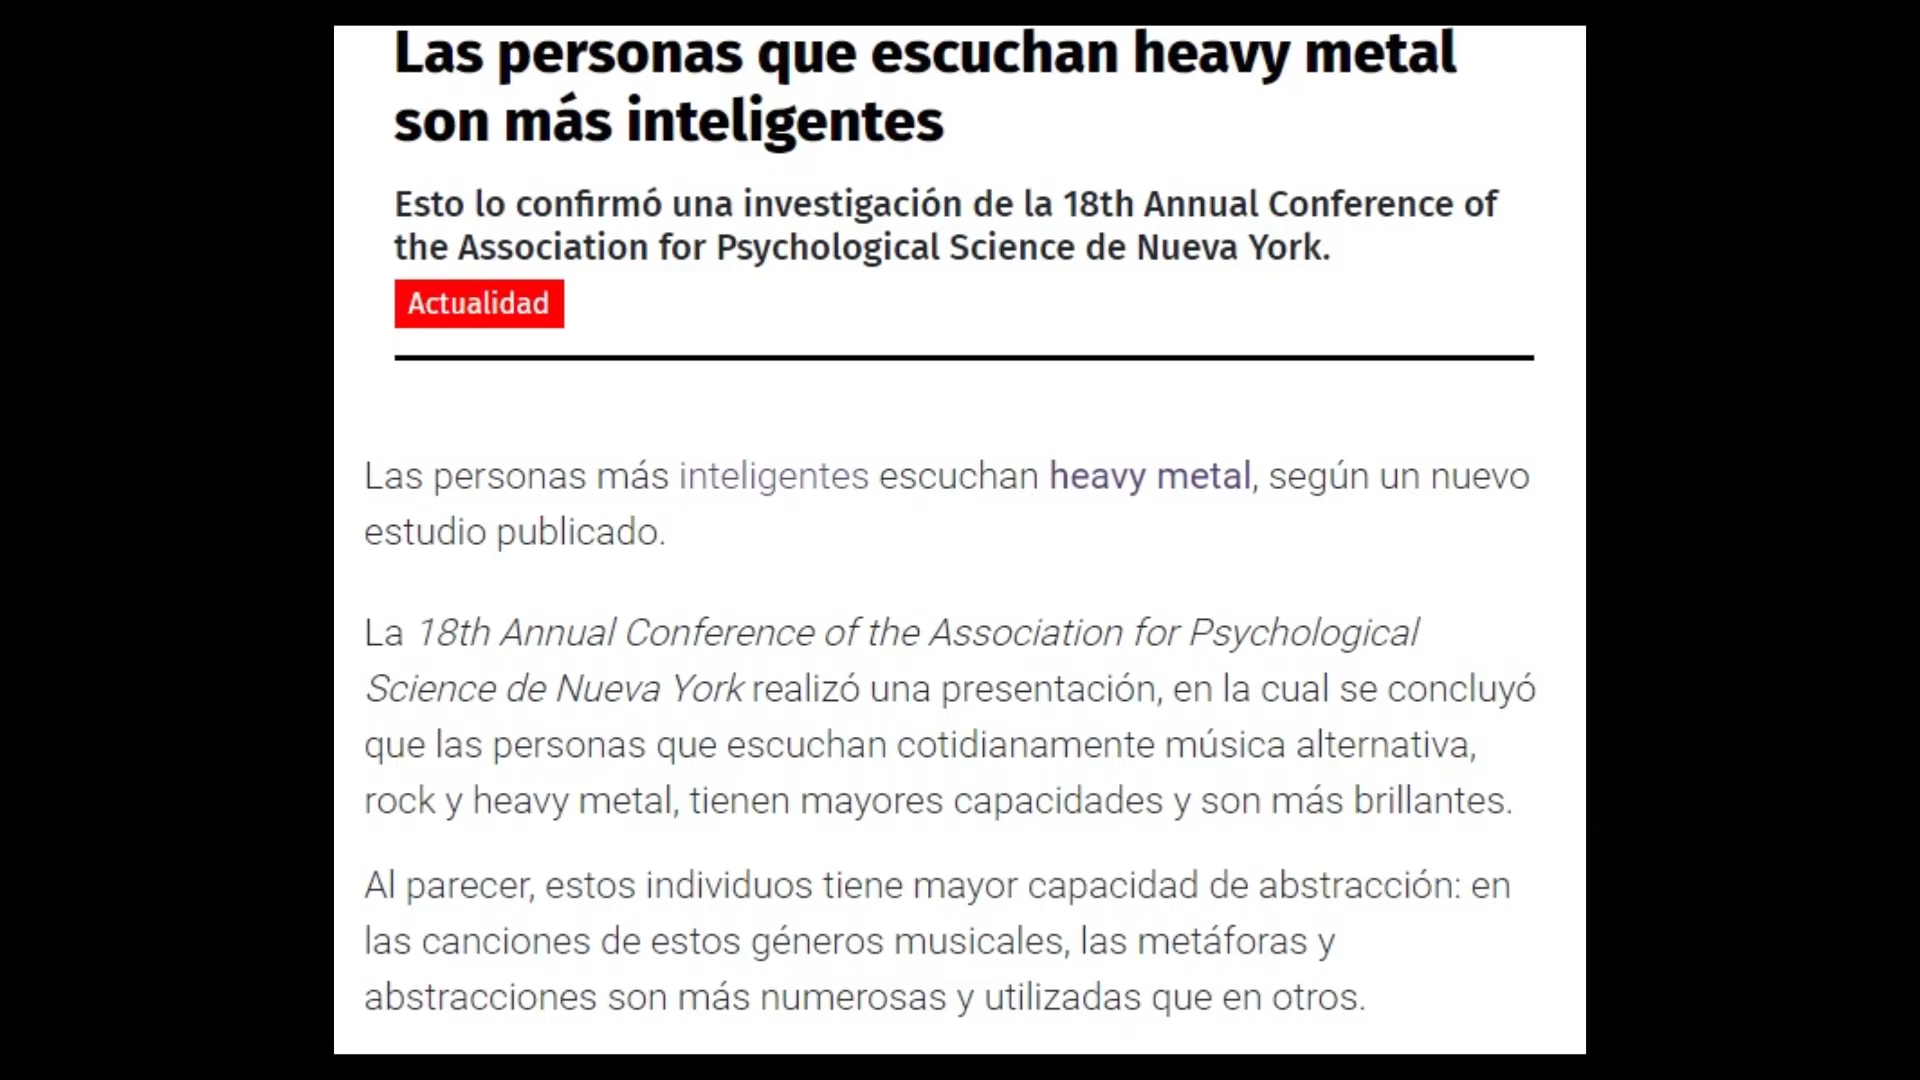 Las personas que escuchan heavy metal
son más inteligentes
Esto lo confirmó una investigación de la 18th Annual Conference of
the Association for Psychological Science de Nueva York.
Actualidad
Las personas más inteligentes escuchan heavy metal, según un nuevo
estudio publicado.
La 18th Annual Conference of the Association for Psychological
Science de Nueva York realizó una presentación, en la cual se concluyó
que las personas que escuchan cotidianamente música alternativa,
rock y heavy metal, tienen mayores capacidades y son más brillantes.
Al parecer, estos individuos tiene mayor capacidad de abstracción: en
las canciones de estos géneros musicales, las metáforas y
abstracciones son más numerosas y utilizadas que en otros.